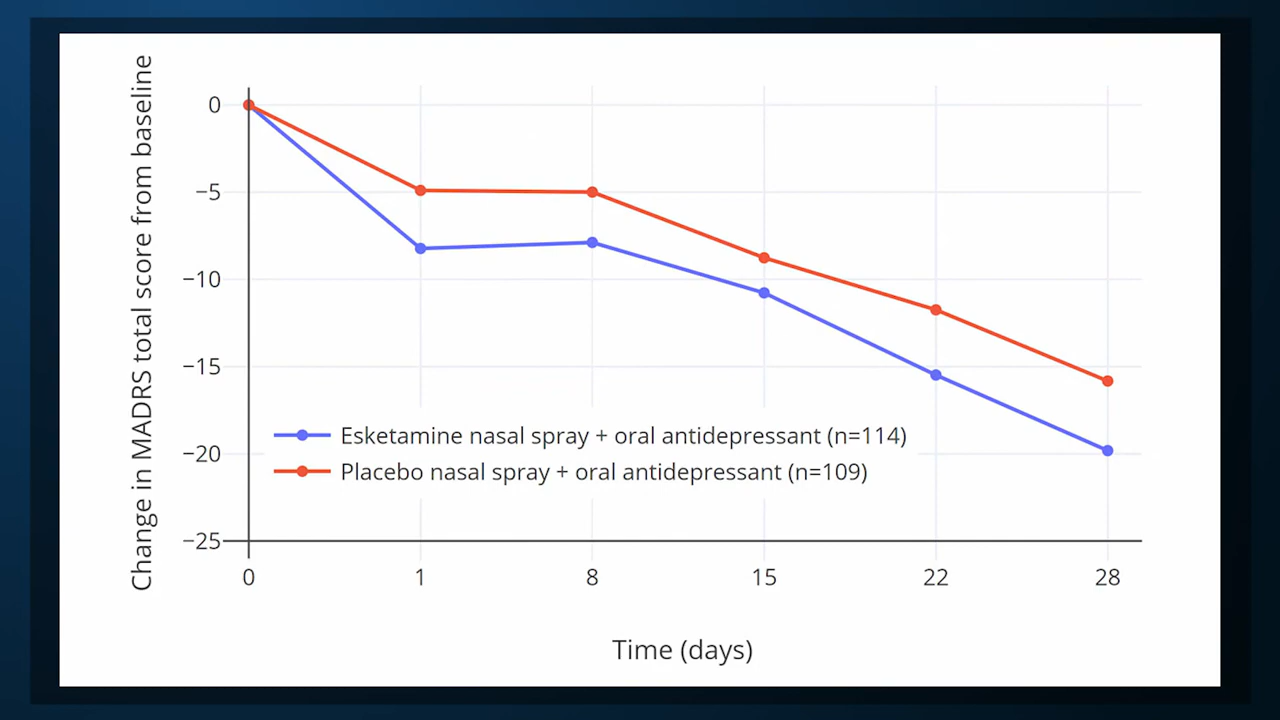 Change in MADRS total score from baseline
0
−5
−10
−15
−20
−25
Esketamine nasal spray + oral antidepressant (n=114)
Placebo nasal spray + oral antidepressant (n=109)
0 1 8 15 22 28
Time (days)